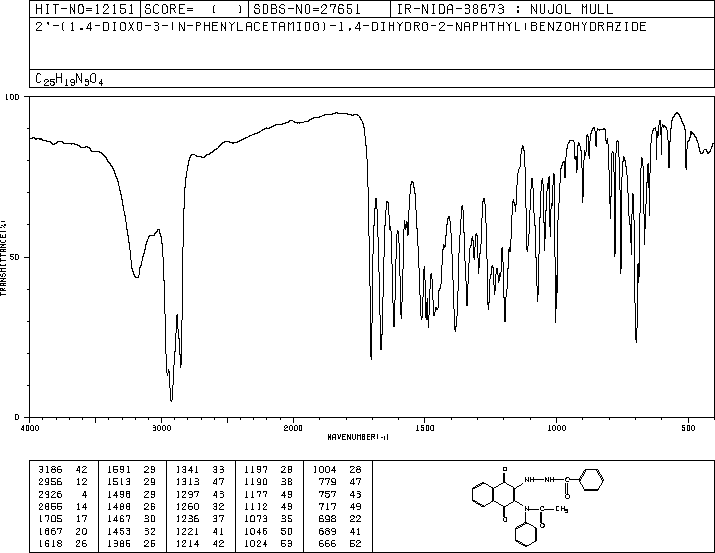 HIT-NO=12151 SCORE= ( ) SDBS-NO=27651 IR-NIDA-38673 : NUJOL MULL
2'-(1,4-DIOXO-3-(N-PHENYLACETAMIDO)-1,4-DIHYDRO-2-NAPHTHYL)BENZOHYDRAZIDE
C25H19N3O4
100
50
0
TRANSMITTANCE(%)
4000 3000 2000 1500 1000 500
WAVENUMBER(-1)
3186 42 1591 29 1341 33 1197 28 1004 28
2956 12 1513 29 1313 47 1190 38 779 47
2926 4 1498 29 1297 43 1177 49 757 43
2855 14 1488 26 1260 32 1112 49 717 49
1705 17 1467 30 1236 37 1073 35 698 22
1667 20 1453 32 1221 41 1046 50 689 41
1618 26 1385 26 1214 42 1024 53 666 52
O NH NH C
O
N C CH3
O O